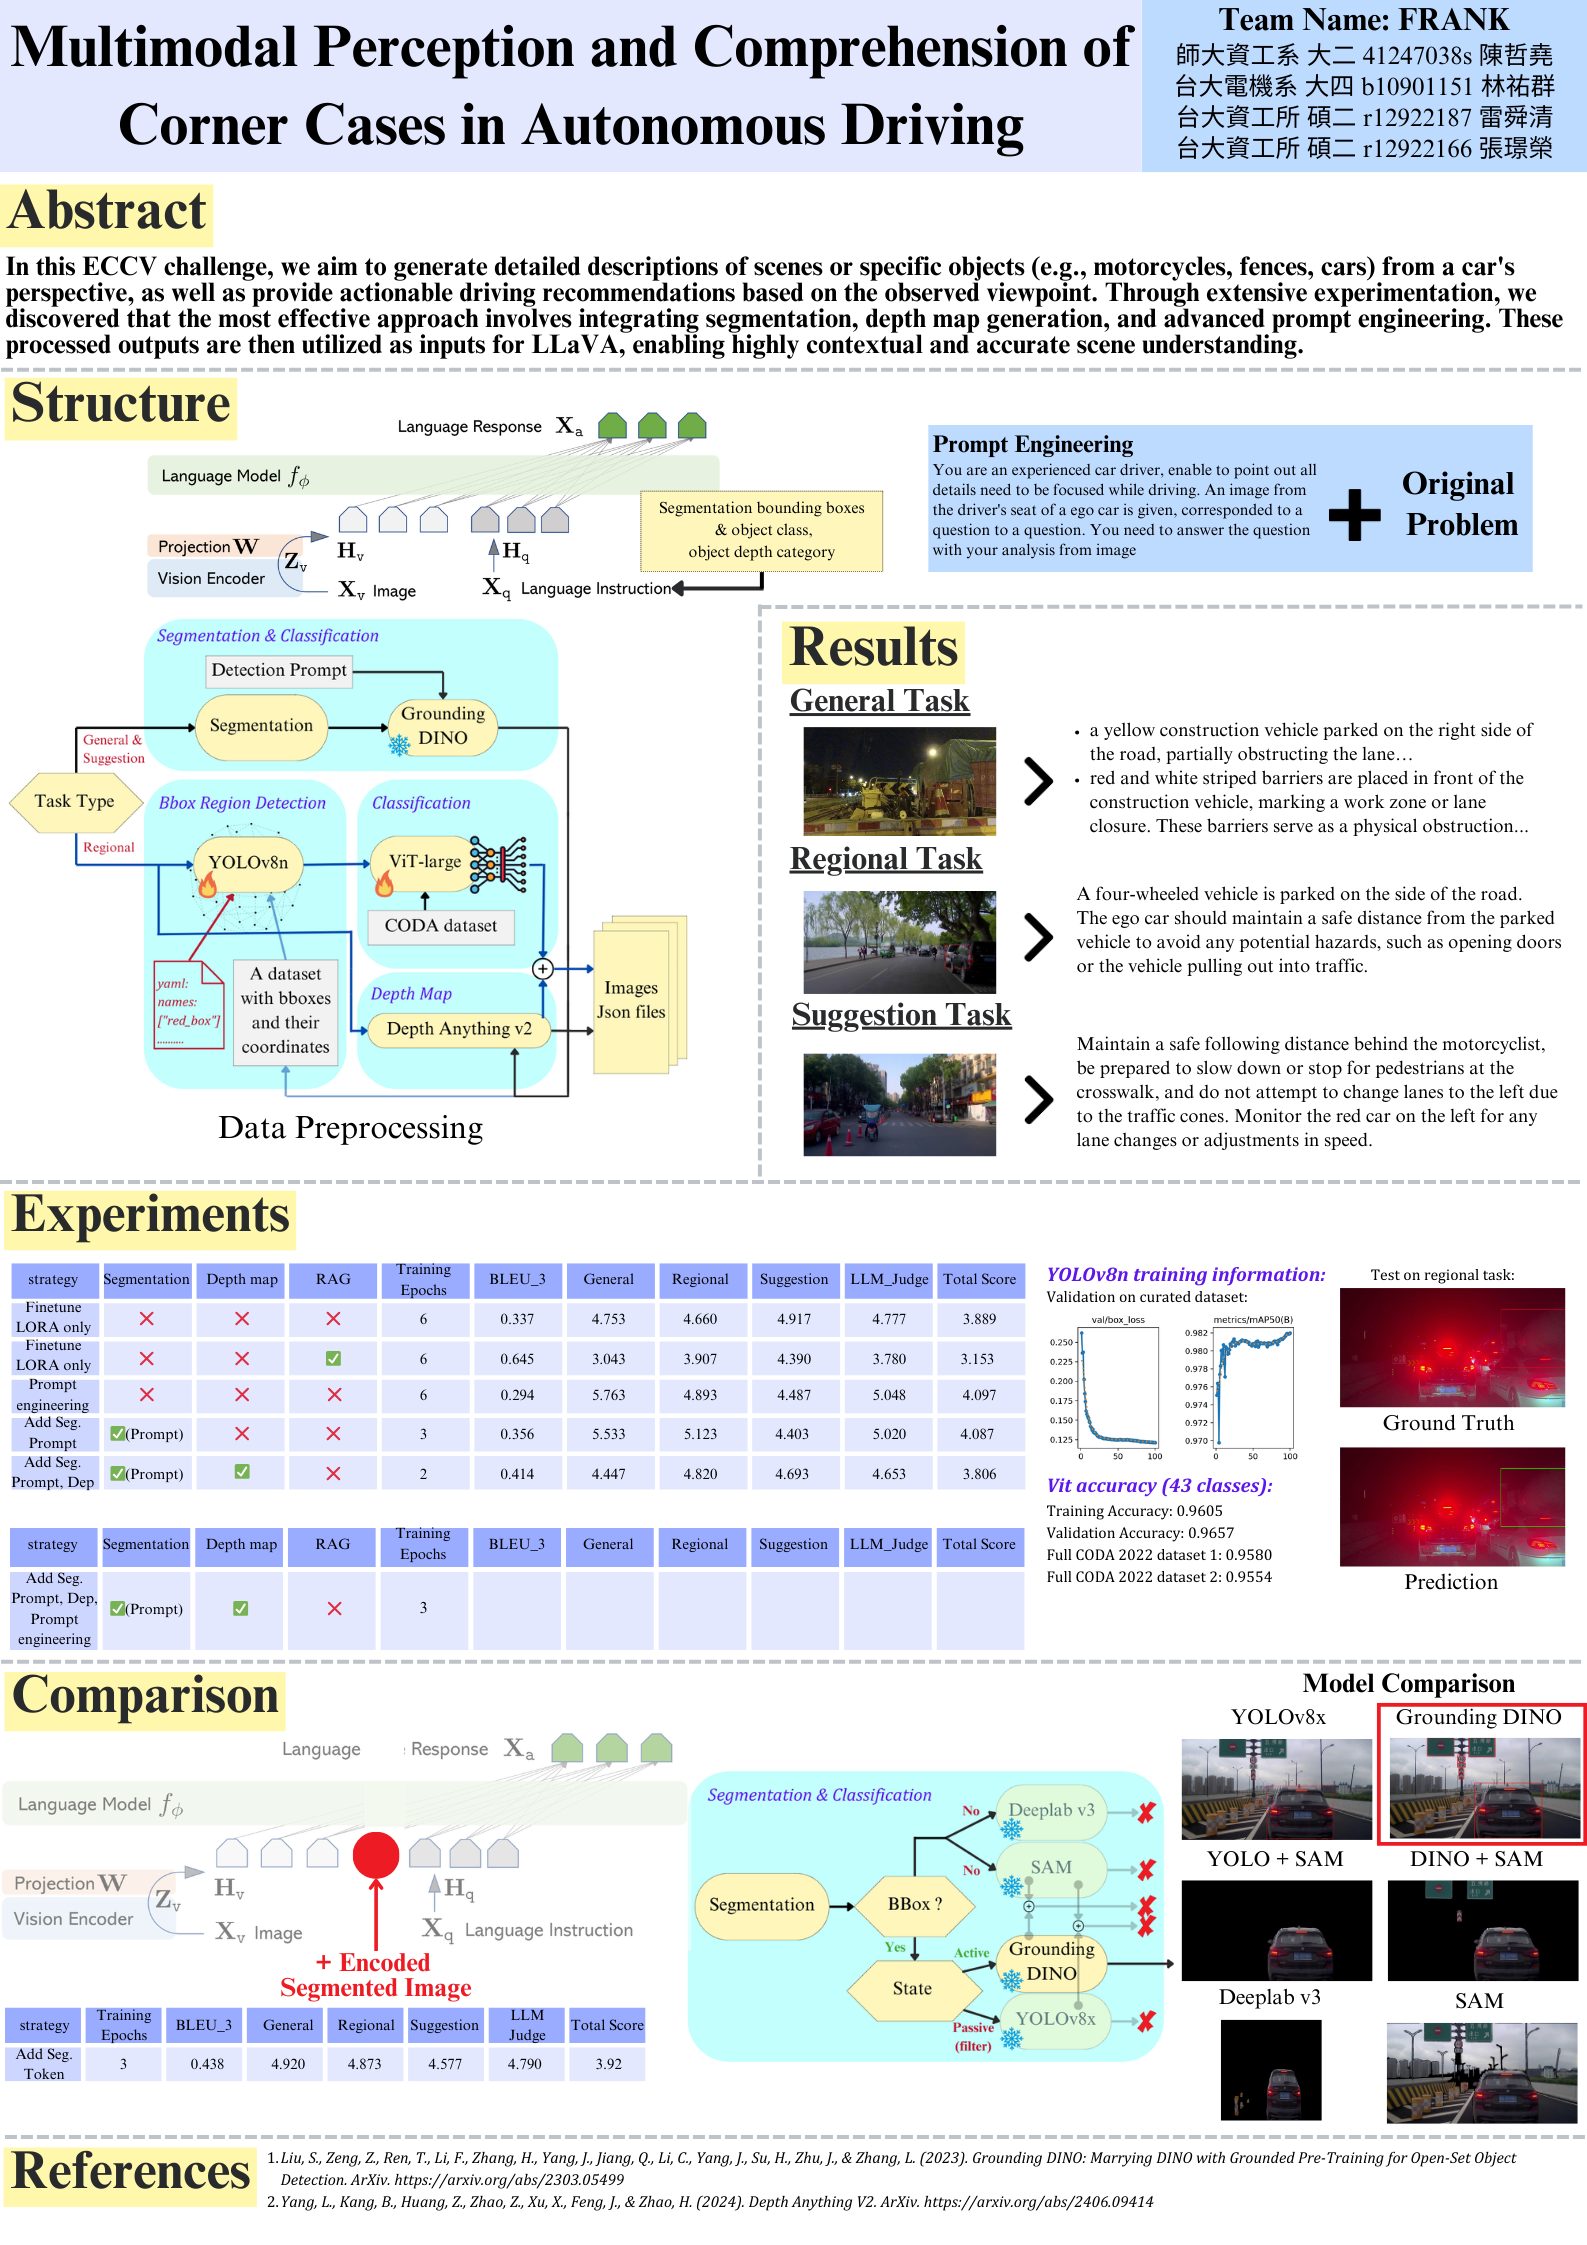 Multimodal Perception and Comprehension of
Corner Cases in Autonomous Driving
Team Name: FRANK
師大資工系 大二 41247038s 陳哲堯
台大電機系 大四 b10901151 林祐群
台大資工所 碩二 r12922187 雷舜清
台大資工所 碩二 r12922166 張璟榮
Abstract
In this ECCV challenge, we aim to generate detailed descriptions of scenes or specific objects (e.g., motorcycles, fences, cars) from a car's
perspective, as well as provide actionable driving recommendations based on the observed viewpoint. Through extensive experimentation, we
discovered that the most effective approach involves integrating segmentation, depth map generation, and advanced prompt engineering. These
processed outputs are then utilized as inputs for LLaVA, enabling highly contextual and accurate scene understanding.
Structure
Language Response Xa
Language Model fϕ
Projection W
Vision Encoder
Zv
Hv
Xv Image
Hq
Xq Language Instruction
Segmentation bounding boxes
& object class,
object depth category
Prompt Engineering
You are an experienced car driver, enable to point out all
details need to be focused while driving. An image from
the driver's seat of a ego car is given, corresponded to a
question to a question. You need to answer the question
with your analysis from image
Original
Problem
Segmentation & Classification
Detection Prompt
Segmentation
Grounding
DINO
General &
Suggestion
Task Type
Regional
Bbox Region Detection
YOLOv8n
Classification
ViT-large
CODA dataset
yaml:
names:
["red_box"]
..........
A dataset
with bboxes
and their
coordinates
Depth Map
Depth Anything v2
Images
Json files
Data Preprocessing
Results
General Task
• a yellow construction vehicle parked on the right side of
the road, partially obstructing the lane…
• red and white striped barriers are placed in front of the
construction vehicle, marking a work zone or lane
closure. These barriers serve as a physical obstruction...
Regional Task
A four-wheeled vehicle is parked on the side of the road.
The ego car should maintain a safe distance from the parked
vehicle to avoid any potential hazards, such as opening doors
or the vehicle pulling out into traffic.
Suggestion Task
Maintain a safe following distance behind the motorcyclist,
be prepared to slow down or stop for pedestrians at the
crosswalk, and do not attempt to change lanes to the left due
to the traffic cones. Monitor the red car on the left for any
lane changes or adjustments in speed.
Experiments
strategy Segmentation Depth map RAG Training Epochs BLEU_3 General Regional Suggestion LLM_Judge Total Score
Finetune LORA only ❌ ❌ ❌ 6 0.337 4.753 4.660 4.917 4.777 3.889
Finetune LORA only ❌ ❌ ✅ 6 0.645 3.043 3.907 4.390 3.780 3.153
Prompt engineering ❌ ❌ ❌ 6 0.294 5.763 4.893 4.487 5.048 4.097
Add Seg. Prompt ✅(Prompt) ❌ ❌ 3 0.356 5.533 5.123 4.403 5.020 4.087
Add Seg. Prompt, Dep ✅(Prompt) ✅ ❌ 2 0.414 4.447 4.820 4.693 4.653 3.806
strategy Segmentation Depth map RAG Training Epochs BLEU_3 General Regional Suggestion LLM_Judge Total Score
Add Seg. Prompt, Dep, Prompt engineering ✅(Prompt) ✅ ❌ 3
YOLOv8n training information:
Validation on curated dataset:
val/box_loss
0.250
0.225
0.200
0.175
0.150
0.125
0 50 100
metrics/mAP50(B)
0.982
0.980
0.978
0.976
0.974
0.972
0.970
0 50 100
Vit accuracy (43 classes):
Training Accuracy: 0.9605
Validation Accuracy: 0.9657
Full CODA 2022 dataset 1: 0.9580
Full CODA 2022 dataset 2: 0.9554
Test on regional task:
Ground Truth
Prediction
Comparison
Language Response Xa
Language Model fϕ
Projection W
Vision Encoder
Zv
Hv
Xv Image
Hq
Xq Language Instruction
+ Encoded
Segmented Image
strategy Training Epochs BLEU_3 General Regional Suggestion LLM Judge Total Score
Add Seg. Token 3 0.438 4.920 4.873 4.577 4.790 3.92
Segmentation & Classification
Segmentation
BBox ?
No
Deeplab v3
No
SAM
Yes
State
Active
Grounding
DINO
Passive
(filter)
YOLOv8x
Model Comparison
YOLOv8x
Grounding DINO
YOLO + SAM
DINO + SAM
Deeplab v3
SAM
References
1. Liu, S., Zeng, Z., Ren, T., Li, F., Zhang, H., Yang, J., Jiang, Q., Li, C., Yang, J., Su, H., Zhu, J., & Zhang, L. (2023). Grounding DINO: Marrying DINO with Grounded Pre-Training for Open-Set Object
Detection. ArXiv. https://arxiv.org/abs/2303.05499
2. Yang, L., Kang, B., Huang, Z., Zhao, Z., Xu, X., Feng, J., & Zhao, H. (2024). Depth Anything V2. ArXiv. https://arxiv.org/abs/2406.09414